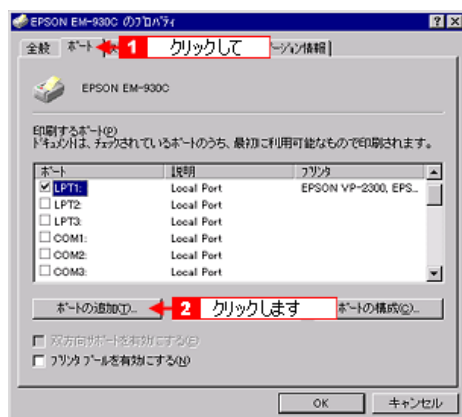 EPSON EM-930C のプロパティ
全般 ポート 1 クリックして ージョン情報
EPSON EM-930C
印刷するポート(P)
ドキュメントは、チェックされているポートのうち、最初に利用可能なもので印刷されます。
ポート 説明 プリンタ
LPT1: Local Port EPSON VP-2300, EPS...
LPT2: Local Port
LPT3: Local Port
COM1: Local Port
COM2: Local Port
COM3: Local Port
ポートの追加(T)... 2 クリックします ポートの構成(C)...
双方向サポートを有効にする(E)
プリンタ プールを有効にする(N)
OK キャンセル